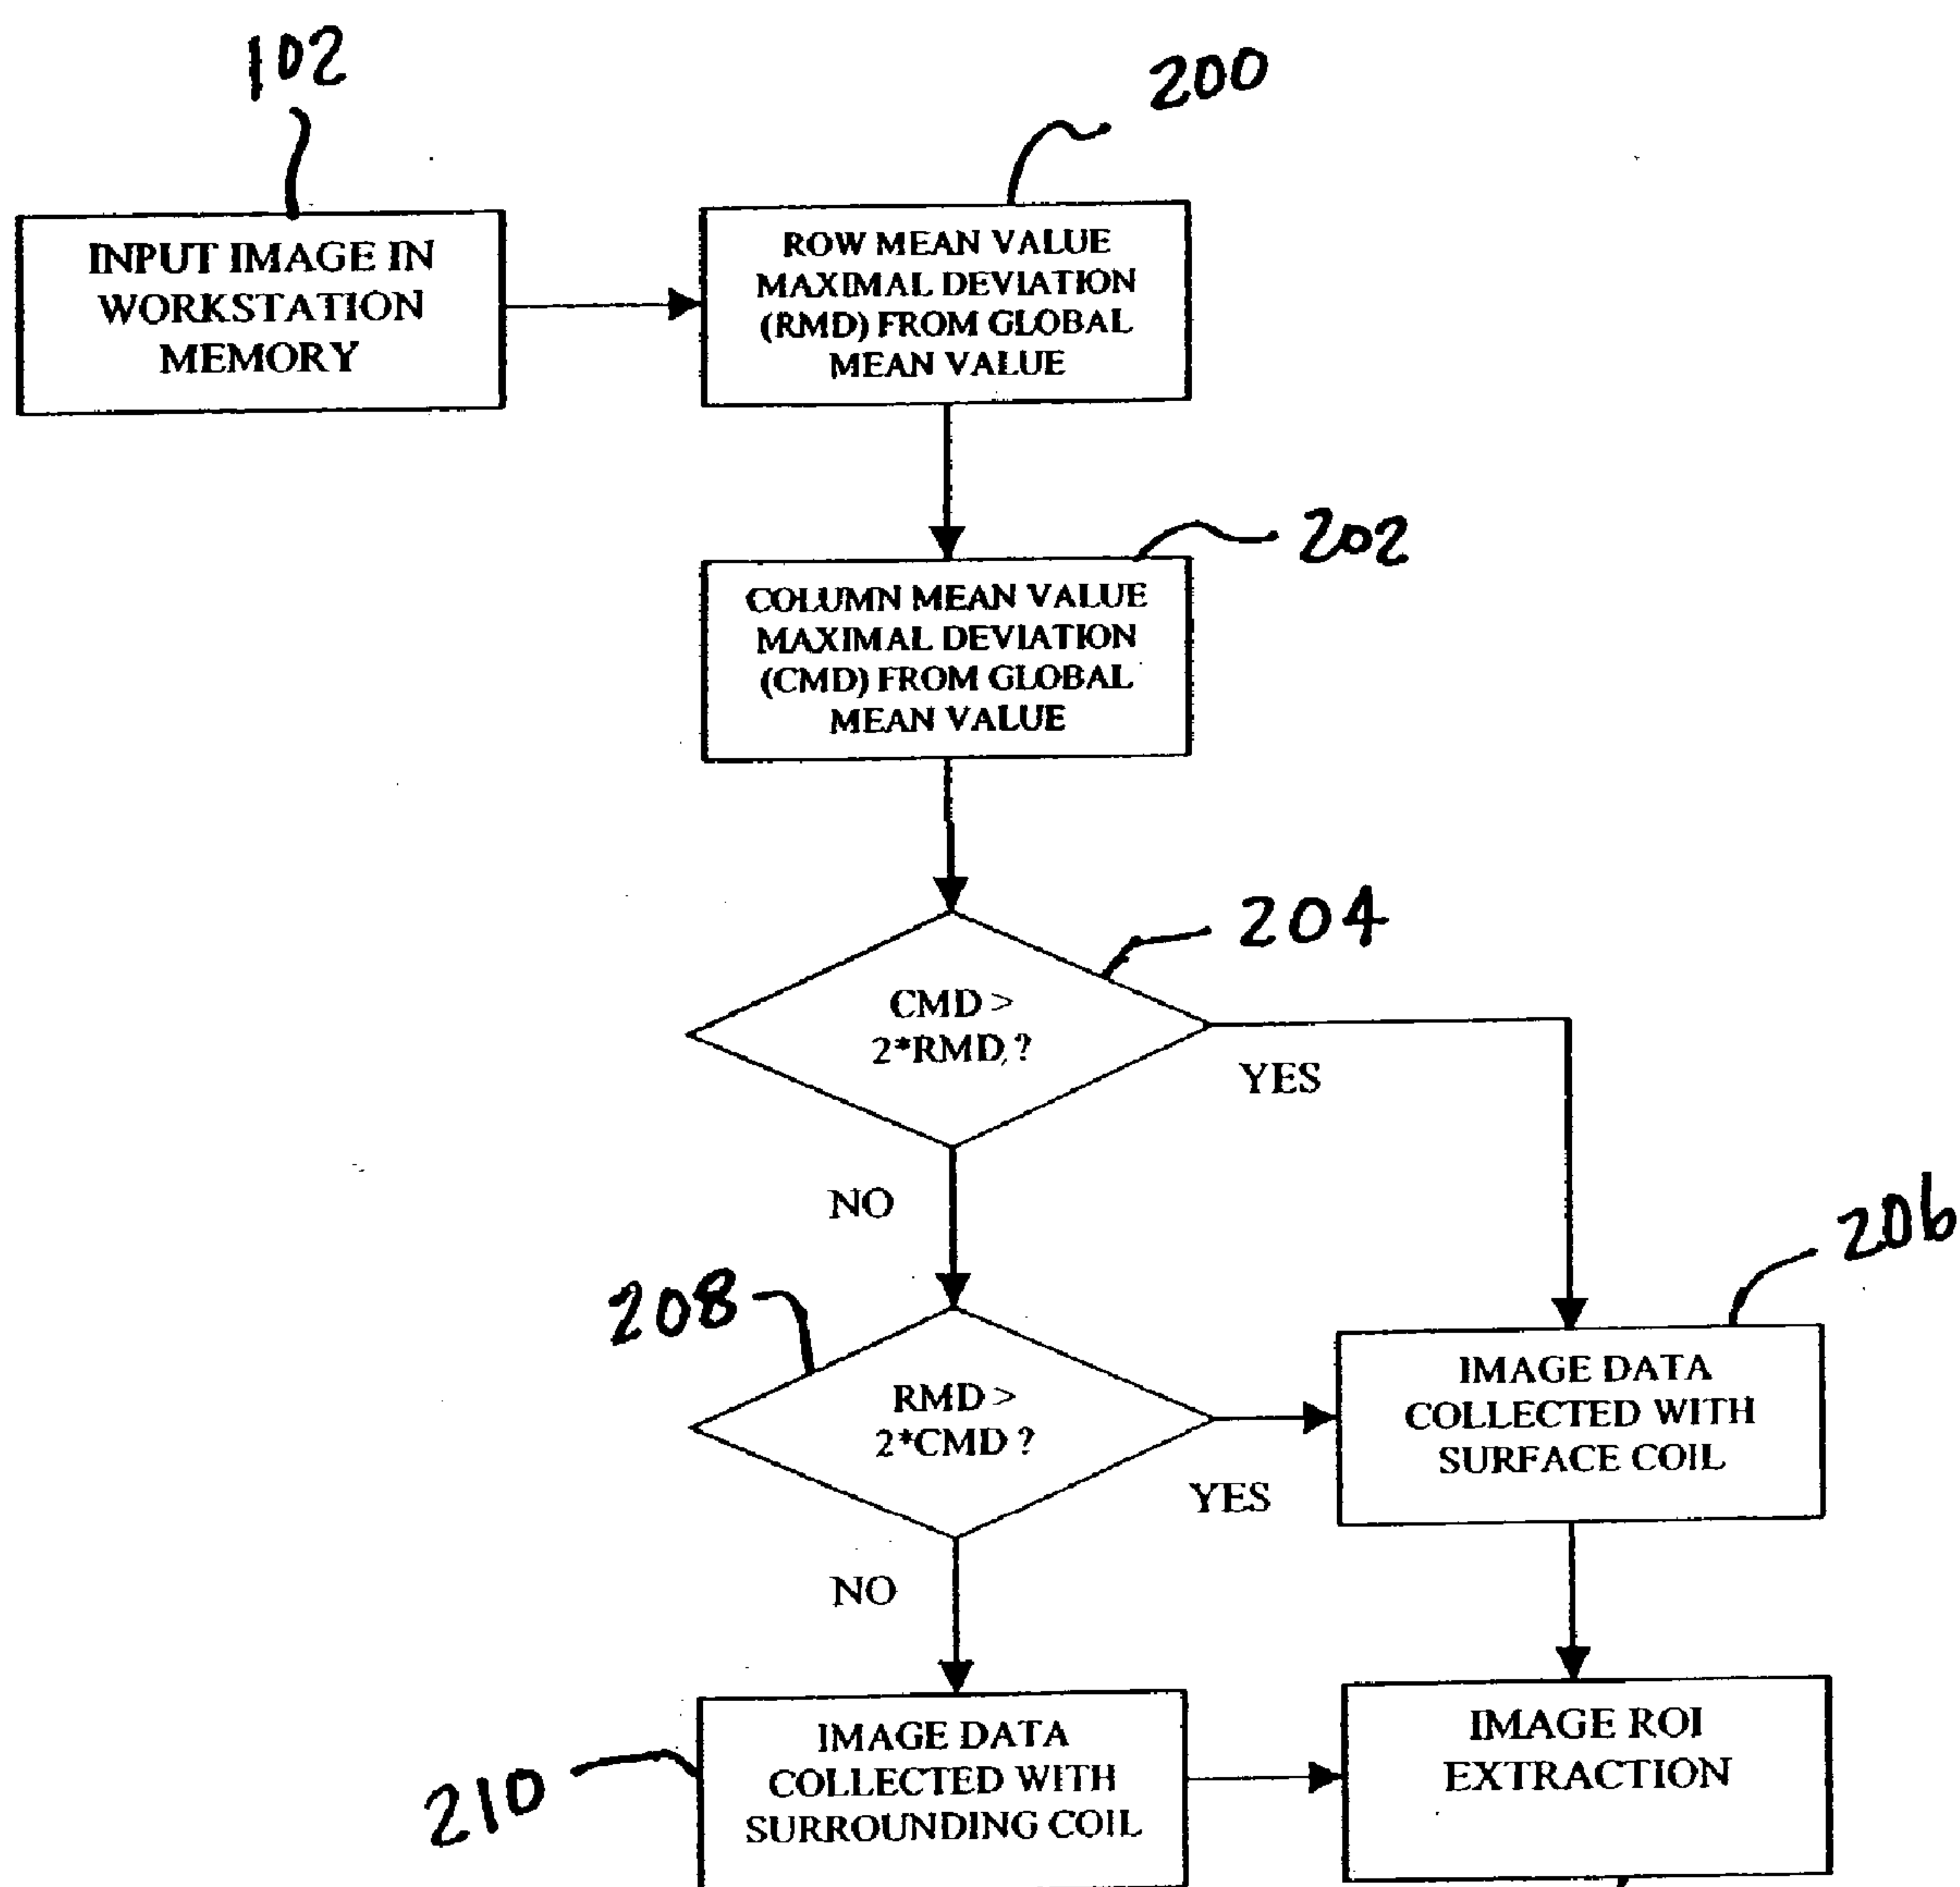 102
200
INPUT IMAGE IN
WORKSTATION
MEMORY
ROW MEAN VALUE
MAXIMAL DEVIATION
(RMD) FROM GLOBAL
MEAN VALUE
202
COLUMN MEAN VALUE
MAXIMAL DEVIATION
(CMD) FROM GLOBAL
MEAN VALUE
204
CMD >
2*RMD ?
YES
NO
206
208
RMD >
2*CMD ?
YES
IMAGE DATA
COLLECTED WITH
SURFACE COIL
NO
210
IMAGE DATA
COLLECTED WITH
SURROUNDING COIL
IMAGE ROI
EXTRACTION